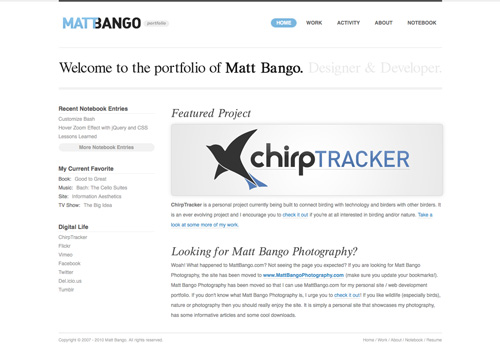 MATTBANGO portfolio
HOME WORK ACTIVITY ABOUT NOTEBOOK
Welcome to the portfolio of Matt Bango. Designer & Developer.
Recent Notebook Entries
Customize Bash
Hover Zoom Effect with jQuery and CSS
Lessons Learned
More Notebook Entries
My Current Favorite
Book: Good to Great
Music: Bach: The Cello Suites
Site: Information Aesthetics
TV Show: The Big Idea
Digital Life
ChirpTracker
Flickr
Vimeo
Facebook
Twitter
Del.icio.us
Tumblr
Featured Project
chirpTRACKER
ChirpTracker is a personal project currently being built to connect birding with technology and birders with other birders. It
is an ever evolving project and I encourage you to check it out if you're at all interested in birding and/or nature. Take a
look at some more of my work.
Looking for Matt Bango Photography?
Woah! What happened to MattBango.com? Not seeing the page you expected? If you are looking for Matt Bango
Photography, the site has been moved to www.MattBangoPhotography.com (make sure you update your bookmarks!).
Matt Bango Photography has been moved so that I can use MattBango.com for my personal site / web development
portfolio. If you don't know what Matt Bango Photography is, I urge you to check it out! If you like wildlife (especially birds),
nature or photography then you should really enjoy the site. It is a simple personal site that showcases my photography,
has some informative articles and some cool downloads.
Copyright © 2007 - 2010 Matt Bango. All rights reserved.
Home / Work / About / Notebook / Resume